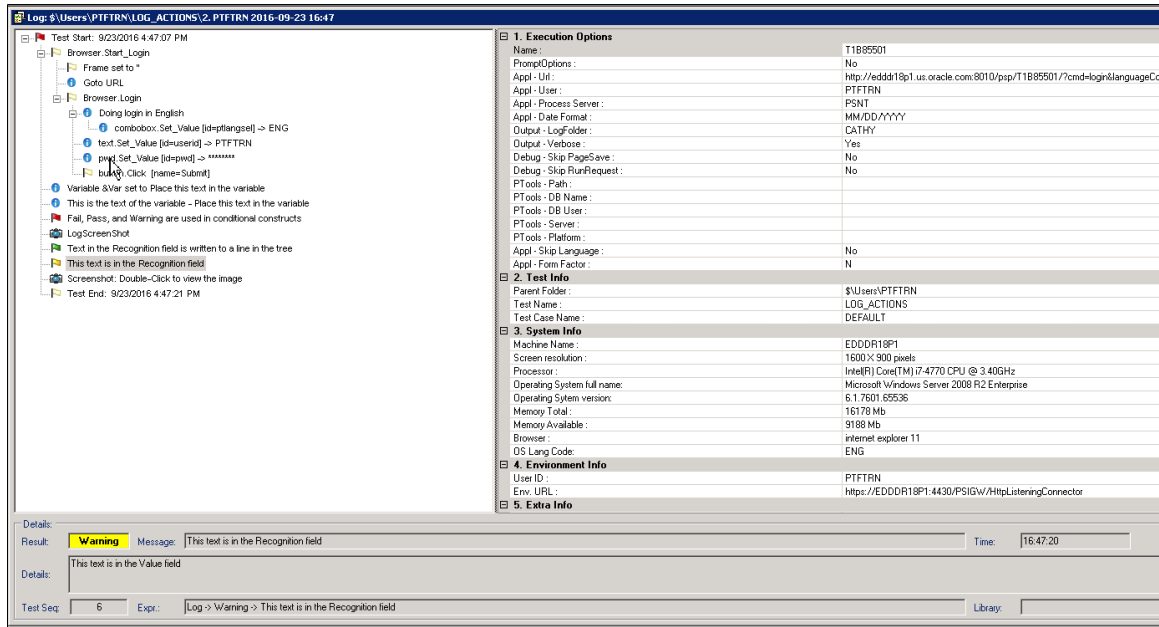 Log: $\Users\PTFTRN\LOG_ACTIONS\2. PTFTRN 2016-09-23 16:47
Test Start: 9/23/2016 4:47:07 PM
Browser.Start_Login
Frame set to "
Goto URL
Browser.Login
Doing login in English
combobox.Set_Value [id=ptlangsel] -> ENG
text.Set_Value [id=userid] -> PTFTRN
pwd.Set_Value [id=pwd] -> ********
button.Click [name=Submit]
Variable &Var set to Place this text in the variable
This is the text of the variable - Place this text in the variable
Fail, Pass, and Warning are used in conditional constructs
LogScreenShot
Text in the Recognition field is written to a line in the tree
This text is in the Recognition field
Screenshot: Double-Click to view the image
Test End: 9/23/2016 4:47:21 PM
1. Execution Options
Name : T1B85501
PromptOptions : No
Appl - Url : http://edddr18p1.us.oracle.com:8010/psp/T1B85501/?cmd=login&languageCo
Appl - User : PTFTRN
Appl - Process Server : PSNT
Appl - Date Format : MM/DD/YYYY
Output - LogFolder : CATHY
Output - Verbose : Yes
Debug - Skip PageSave : No
Debug - Skip RunRequest : No
PTools - Path :
PTools - DB Name :
PTools - DB User :
PTools - Server :
PTools - Platform :
Appl - Skip Language : No
Appl - Form Factor : N
2. Test Info
Parent Folder : $\Users\PTFTRN
Test Name : LOG_ACTIONS
Test Case Name : DEFAULT
3. System Info
Machine Name : EDDDR18P1
Screen resolution : 1600 X 900 pixels
Processor : Intel(R) Core(TM) i7-4770 CPU @ 3.40GHz
Operating System full name: Microsoft Windows Server 2008 R2 Enterprise
Operating Sytem version: 6.1.7601.65536
Memory Total : 16178 Mb
Memory Available : 9188 Mb
Browser : internet explorer 11
OS Lang Code: ENG
4. Environment Info
User ID : PTFTRN
Env. URL : https://EDDDR18P1:4430/PSIGW/HttpListeningConnector
5. Extra Info
Details:
Result: Warning Message: This text is in the Recognition field Time: 16:47:20
Details: This text is in the Value field
Test Seq: 6 Expr.: Log -> Warning -> This text is in the Recognition field Library: